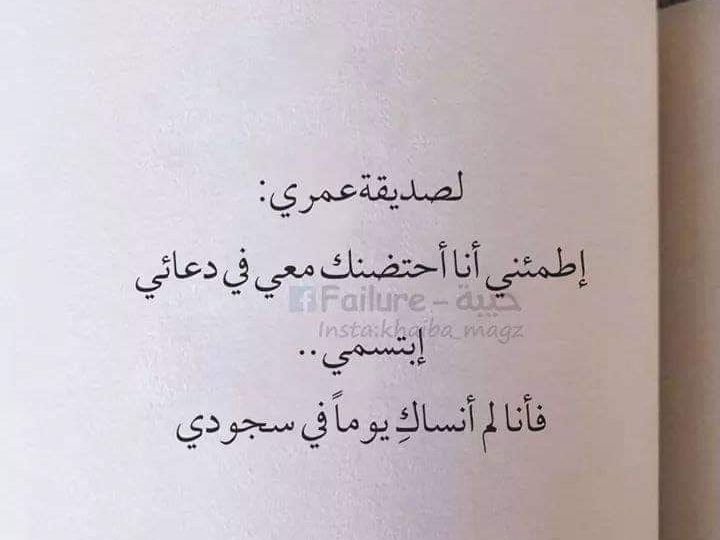 لصديقة عمري:
إطمئني أنا أحتضنك معي في دعائي
Failure - خيبة
Insta:khaiba_magz
إبتسمي..
فأنا لم أنساكِ يوماً في سجودي